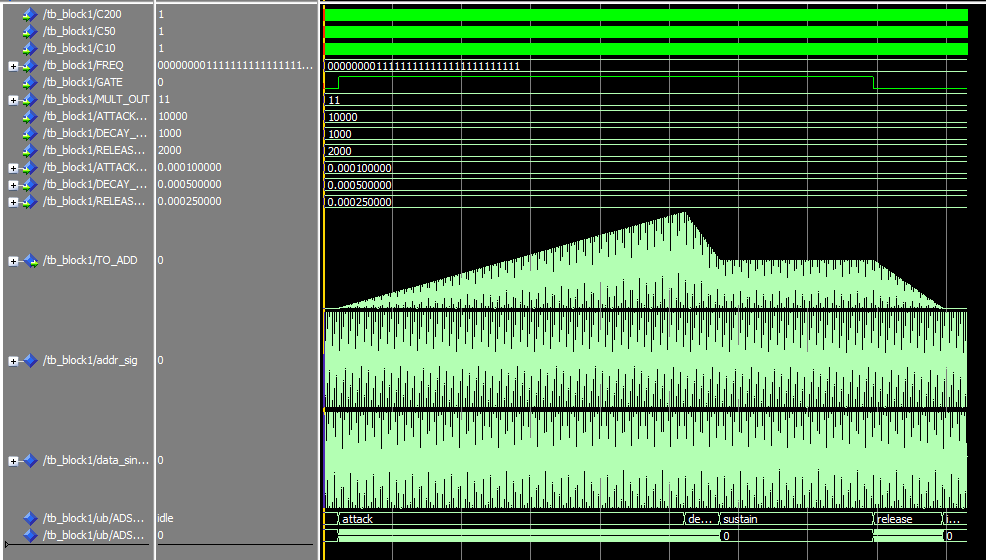 /tb_block1/C200 1
/tb_block1/C50 1
/tb_block1/C10 1
/tb_block1/FREQ 000000001111111111111111... 00000000111111111111111111111111
/tb_block1/GATE 0
/tb_block1/MULT_OUT 11 11
/tb_block1/ATTACK... 10000 10000
/tb_block1/DECAY_... 1000 1000
/tb_block1/RELEAS... 2000 2000
/tb_block1/ATTACK... 0.000100000 0.000100000
/tb_block1/DECAY_... 0.000500000 0.000500000
/tb_block1/RELEAS... 0.000250000 0.000250000
/tb_block1/TO_ADD 0
/tb_block1/addr_sig 0
/tb_block1/data_sin... 0
/tb_block1/ub/ADS... idle attack de... sustain release i...
/tb_block1/ub/ADS... 0 0 0